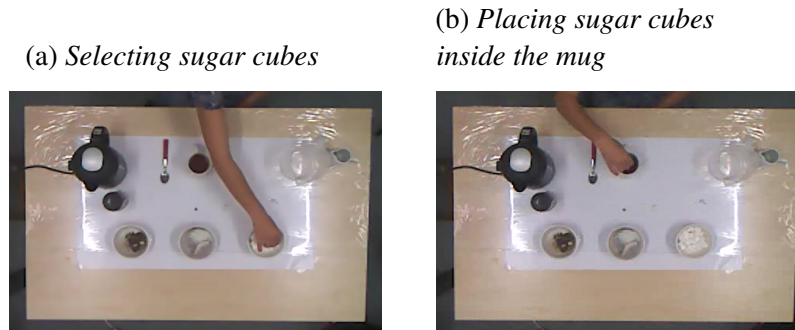 (a) Selecting sugar cubes
(b) Placing sugar cubes
inside the mug